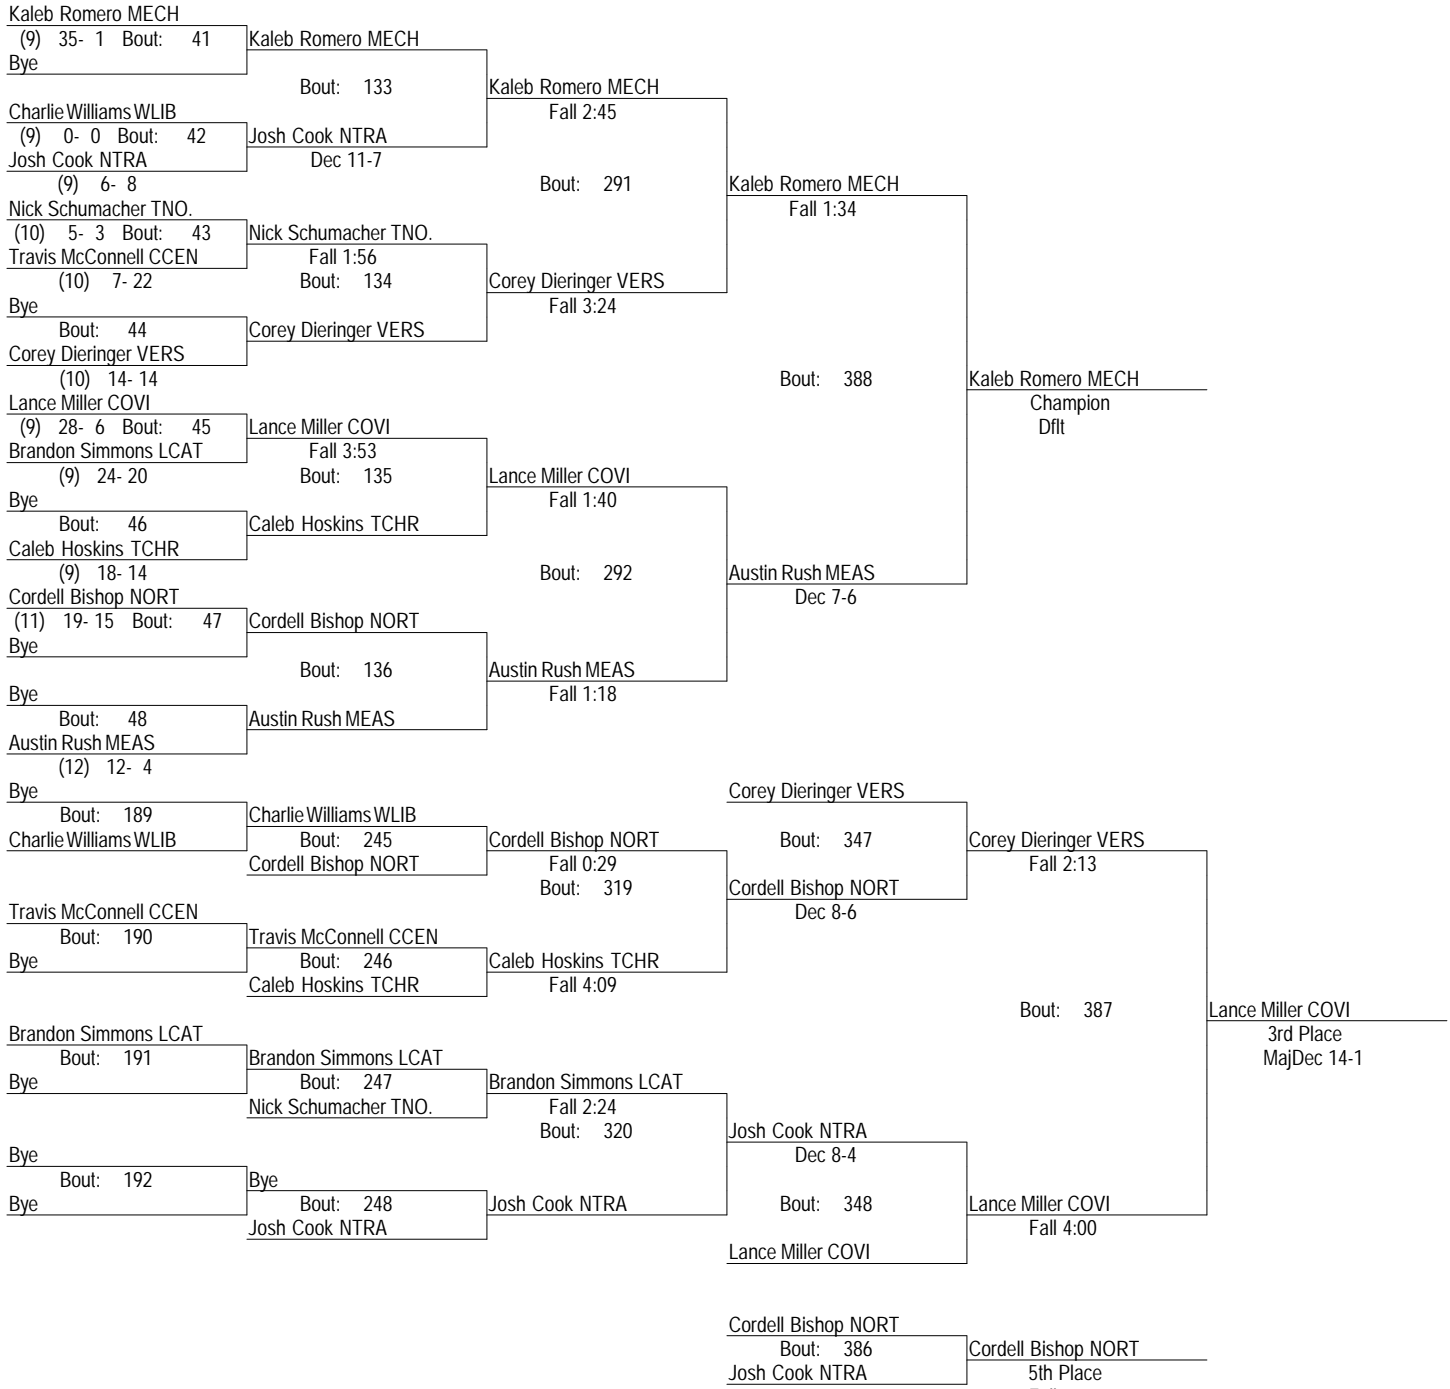 Kaleb Romero MECH
(9) 35- 1 Bout: 41 Kaleb Romero MECH
Bye
Bout: 133 Kaleb Romero MECH
Charlie Williams WLIB Fall 2:45
(9) 0- 0 Bout: 42 Josh Cook NTRA
Josh Cook NTRA Dec 11-7
(9) 6- 8 Bout: 291 Kaleb Romero MECH
Nick Schumacher TNO. Fall 1:34
(10) 5- 3 Bout: 43 Nick Schumacher TNO.
Travis McConnell CCEN Fall 1:56
(10) 7- 22 Bout: 134 Corey Dieringer VERS
Bye Fall 3:24
Bout: 44 Corey Dieringer VERS
Corey Dieringer VERS
(10) 14- 14 Bout: 388 Kaleb Romero MECH
Lance Miller COVI Champion
(9) 28- 6 Bout: 45 Lance Miller COVI Dflt
Brandon Simmons LCAT Fall 3:53
(9) 24- 20 Bout: 135 Lance Miller COVI
Bye Fall 1:40
Bout: 46 Caleb Hoskins TCHR
Caleb Hoskins TCHR
(9) 18- 14 Bout: 292 Austin Rush MEAS
Cordell Bishop NORT Dec 7-6
(11) 19- 15 Bout: 47 Cordell Bishop NORT
Bye
Bout: 136 Austin Rush MEAS
Bye Fall 1:18
Bout: 48 Austin Rush MEAS
Austin Rush MEAS
(12) 12- 4
Bye Corey Dieringer VERS
Bout: 189 Charlie Williams WLIB
Charlie Williams WLIB Bout: 245 Cordell Bishop NORT Bout: 347 Corey Dieringer VERS
Cordell Bishop NORT Fall 0:29 Fall 2:13
Bout: 319 Cordell Bishop NORT
Travis McConnell CCEN Dec 8-6
Bout: 190 Travis McConnell CCEN
Bye Bout: 246 Caleb Hoskins TCHR
Caleb Hoskins TCHR Fall 4:09
Bout: 387 Lance Miller COVI
Brandon Simmons LCAT 3rd Place
Bout: 191 Brandon Simmons LCAT MajDec 14-1
Bye Bout: 247 Brandon Simmons LCAT
Nick Schumacher TNO. Fall 2:24
Bout: 320 Josh Cook NTRA
Bye Dec 8-4
Bout: 192 Bye
Bye Bout: 248 Josh Cook NTRA Bout: 348 Lance Miller COVI
Josh Cook NTRA Fall 4:00
Lance Miller COVI
Cordell Bishop NORT
Bout: 386 Cordell Bishop NORT
Josh Cook NTRA 5th Place